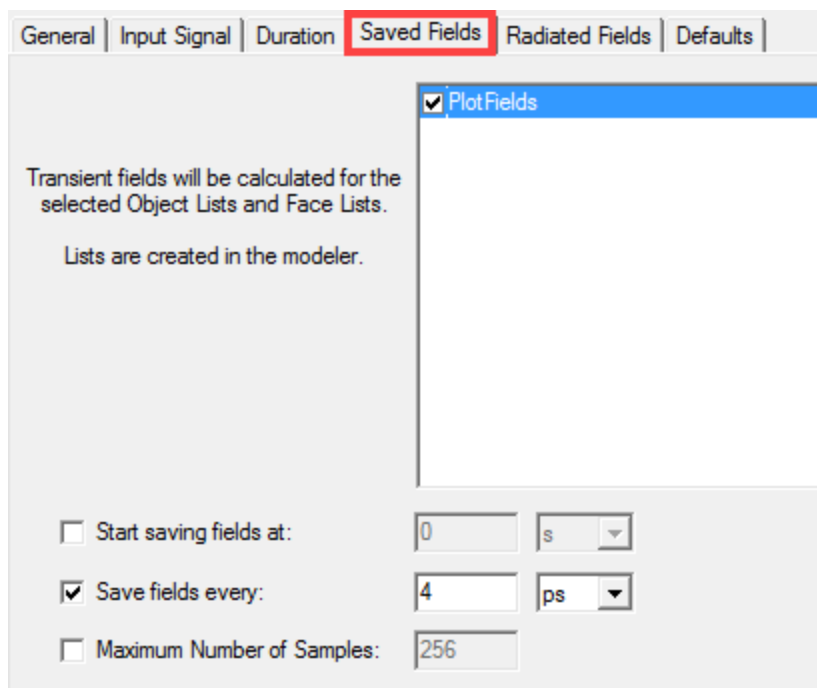 General Input Signal Duration Saved Fields Radiated Fields Defaults
PlotFields
Transient fields will be calculated for the
selected Object Lists and Face Lists.
Lists are created in the modeler.
Start saving fields at: 0 s
Save fields every: 4 ps
Maximum Number of Samples: 256